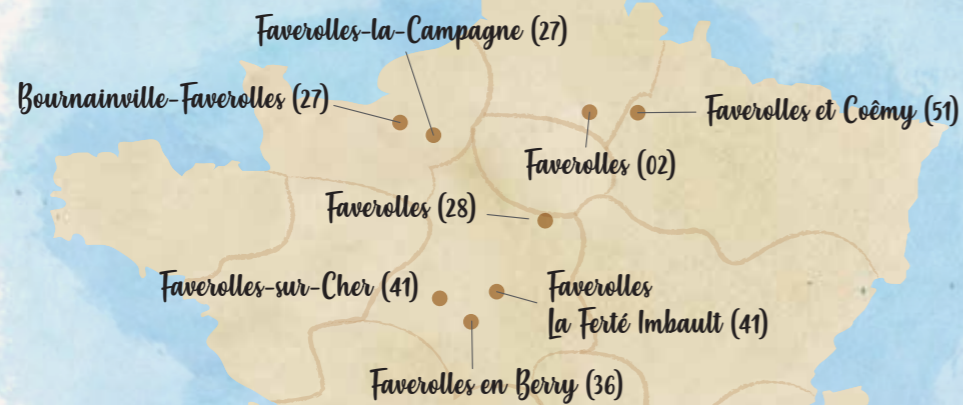 Faverolles-la-Campagne (27)
Bournainville-Faverolles (27)
Faverolles et Coêmy (51)
Faverolles (02)
Faverolles (28)
Faverolles-sur-Cher (41)
Faverolles
La Ferté Imbault (41)
Faverolles en Berry (36)